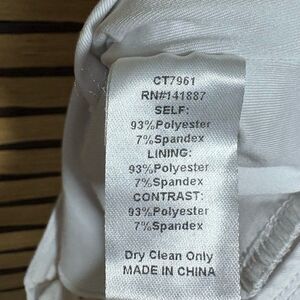 CT7961
RN#141887
SELF:
93%Polyester
7%Spandex
LINING:
93%Polyester
7%Spandex
CONTRAST:
93%Polyester
7%Spandex
Dry Clean Only
MADE IN CHINA